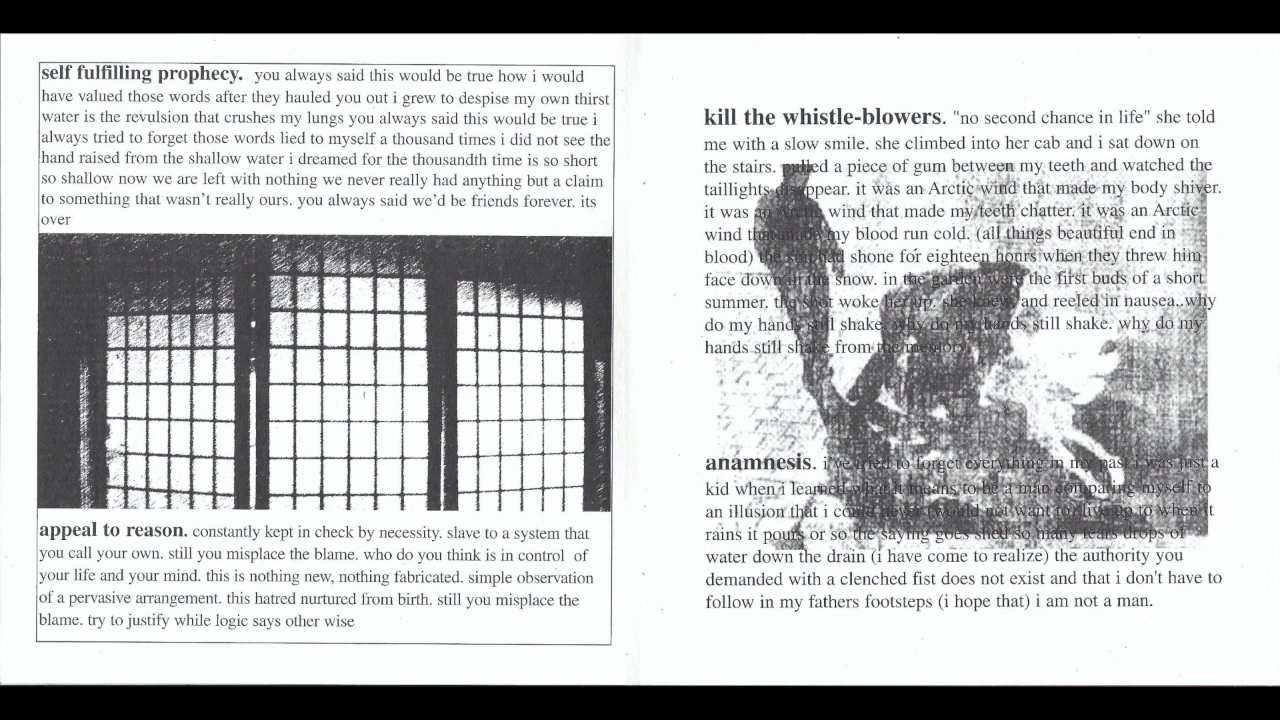 self fulfilling prophecy. you always said this would be true how i would
have valued those words after they hauled you out i grew to despise my own thirst
water is the revulsion that crushes my lungs you always said this would be true i
always tried to forget those words lied to myself a thousand times i did not see the
hand raised from the shallow water i dreamed for the thousandth time is so short
so shallow now we are left with nothing we never really had anything but a claim
to something that wasn't really ours. you always said we'd be friends forever. its
over
appeal to reason. constantly kept in check by necessity. slave to a system that
you call your own. still you misplace the blame. who do you think is in control of
your life and your mind. this is nothing new, nothing fabricated. simple observation
of a pervasive arrangement. this hatred nurtured from birth. still you misplace the
blame. try to justify while logic says other wise
kill the whistle-blowers. "no second chance in life" she told
me with a slow smile. she climbed into her cab and i sat down on
the stairs. pulled a piece of gum between my teeth and watched the
taillights disappear. it was an Arctic wind that made my body shiver.
it was an Arctic wind that made my teeth chatter. it was an Arctic
wind that made my blood run cold. (all things beautiful end in
blood) the sun had shone for eighteen hours when they threw him
face down in the snow. in the garden were the first buds of a short
summer. the shot woke her up. she knew, and reeled in nausea..why
do my hands still shake. why do my hands still shake. why do my
hands still shake from the memory.
anamnesis. i've tried to forget everything in my past i was just a
kid when i learned what it means to be a man comparing myself to
an illusion that i could never (would not want to) live up to when it
rains it pours or so the saying goes shed so many tears drops of
water down the drain (i have come to realize) the authority you
demanded with a clenched fist does not exist and that i don't have to
follow in my fathers footsteps (i hope that) i am not a man.